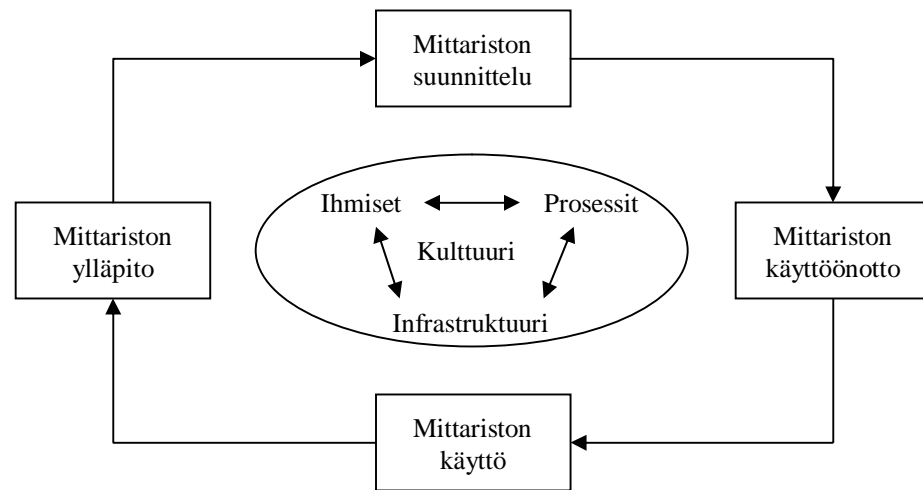 Mittariston
suunnittelu
Ihmiset
Prosessit
Mittariston
ylläpito
Kulttuuri
Mittariston
käyttöönotto
Infrastruktuuri
Mittariston
käyttö